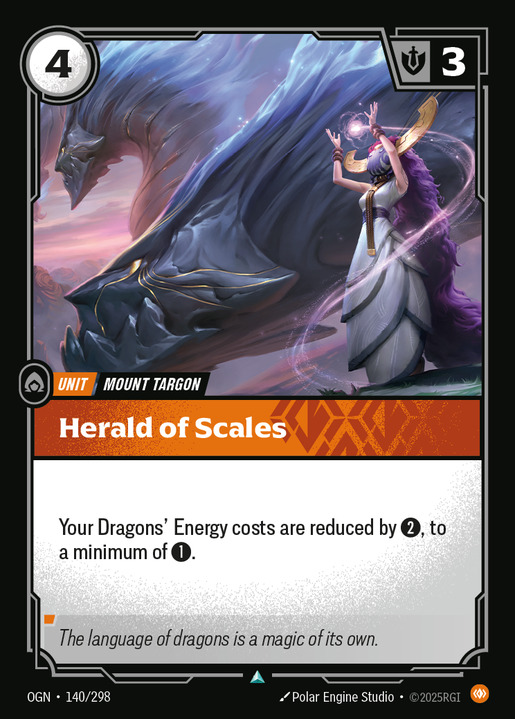 4
3
UNIT MOUNT TARGON
Herald of Scales
Your Dragons’ Energy costs are reduced by 2, to
a minimum of 1.
The language of dragons is a magic of its own.
OGN • 140/298 Polar Engine Studio • ©2025RGI